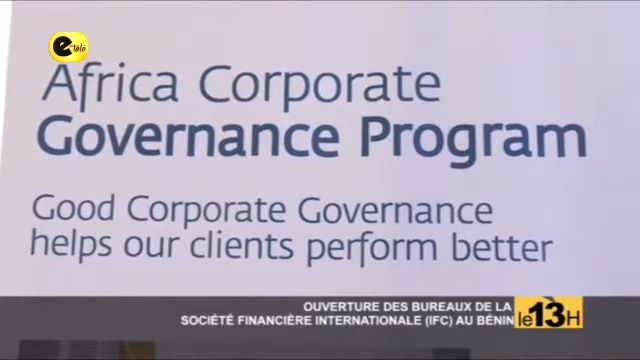 e télé
Africa Corporate
Governance Program
Good Corporate Governance
helps our clients perform better
OUVERTURE DES BUREAUX DE LA
SOCIÉTÉ FINANCIÈRE INTERNATIONALE (IFC) AU BÉNIN
le 13H